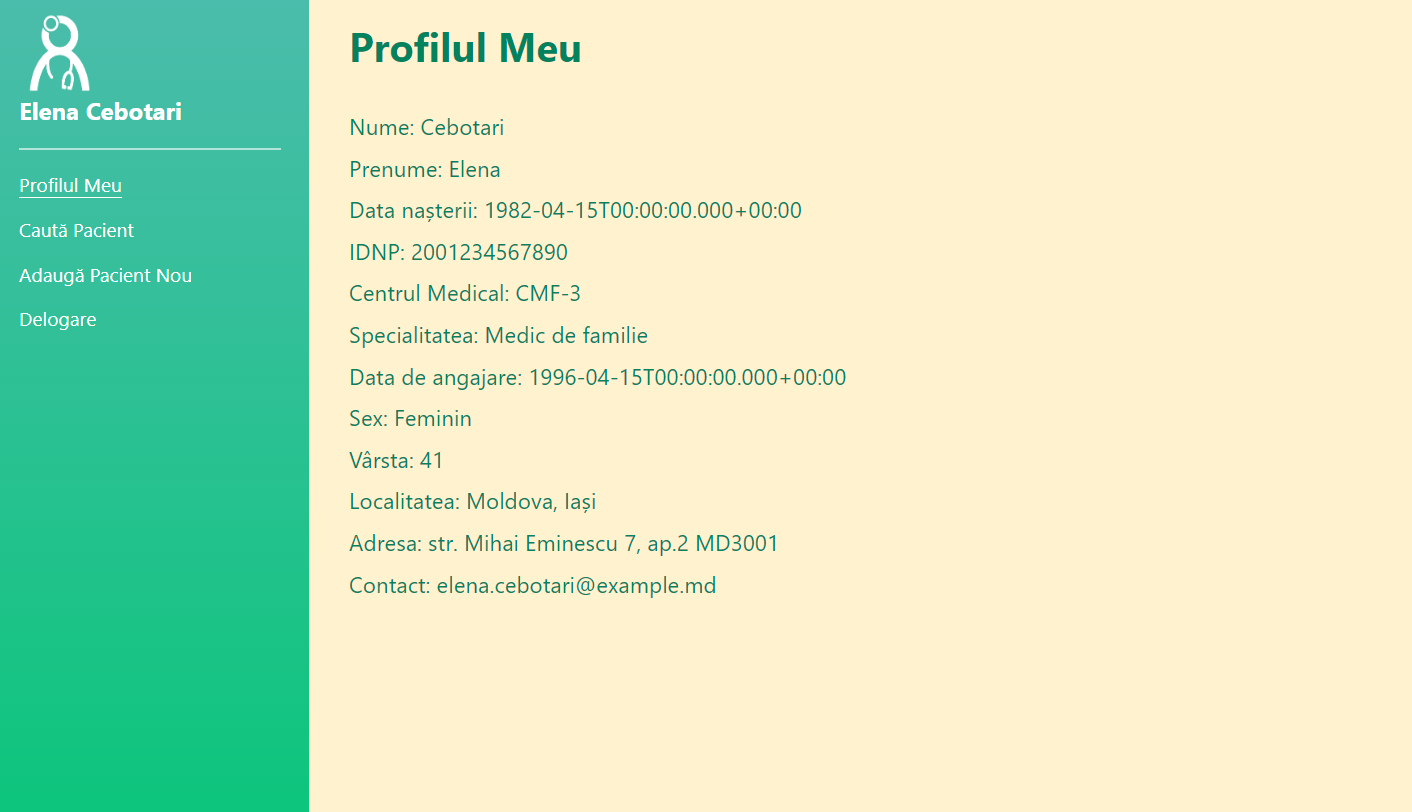 Elena Cebotari
Profilul Meu
Caută Pacient
Adaugă Pacient Nou
Delogare
Profilul Meu
Nume: Cebotari
Prenume: Elena
Data nașterii: 1982-04-15T00:00:00.000+00:00
IDNP: 2001234567890
Centrul Medical: CMF-3
Specialitatea: Medic de familie
Data de angajare: 1996-04-15T00:00:00.000+00:00
Sex: Feminin
Vârsta: 41
Localitatea: Moldova, Iași
Adresa: str. Mihai Eminescu 7, ap.2 MD3001
Contact: elena.cebotari@example.md